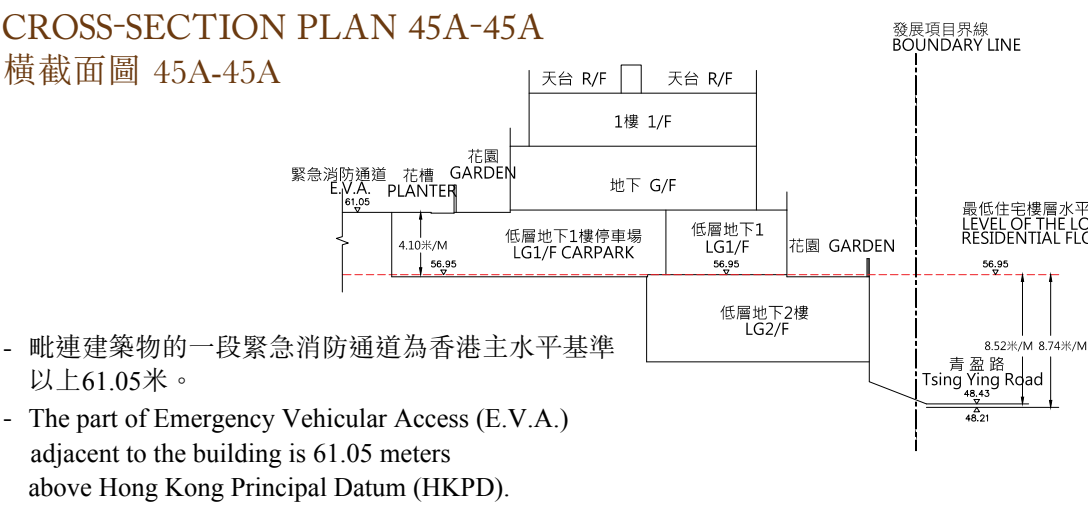 CROSS-SECTION PLAN 45A-45A
橫截面圖 45A-45A
發展項目界線
BOUNDARY LINE
天台 R/F
天台 R/F
1樓 1/F
花園
GARDEN
緊急消防通道
E.V.A.
61.05
花槽
PLANTER
地下 G/F
最低住宅樓層水平
LEVEL OF THE LO
RESIDENTIAL FLO
4.10米/M
56.95
低層地下1樓停車場
LG1/F CARPARK
低層地下1
LG1/F
56.95
花園 GARDEN
56.95
低層地下2樓
LG2/F
8.52米/M
8.74米/M
青盈路
Tsing Ying Road
48.43
48.21
- 毗連建築物的一段緊急消防通道為香港主水平基準
以上61.05米。
- The part of Emergency Vehicular Access (E.V.A.)
adjacent to the building is 61.05 meters
above Hong Kong Principal Datum (HKPD).